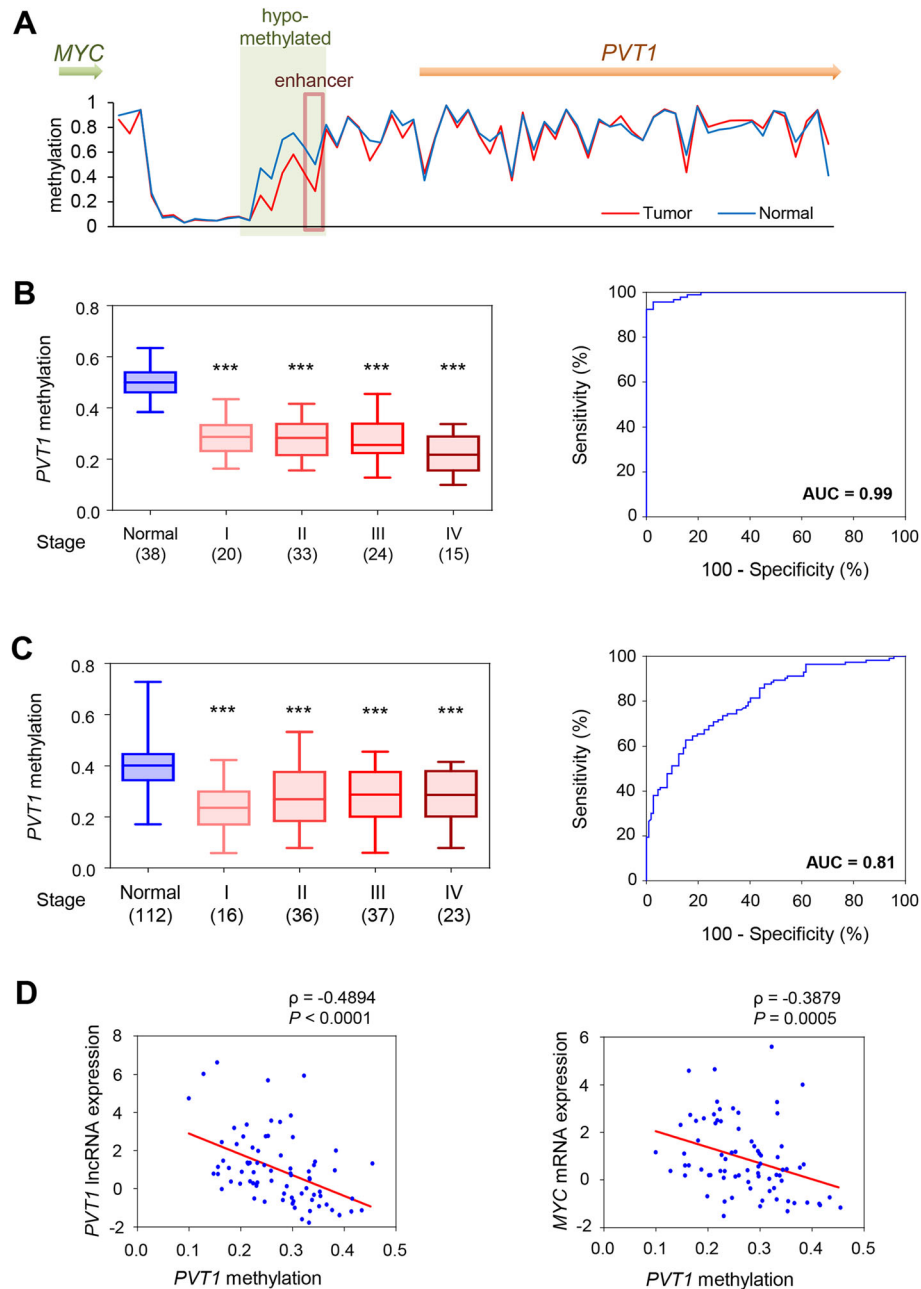 A
hypo-
methylated
MYC
PVT1
enhancer
methylation
1
0.8
0.6
0.4
0.2
0
Tumor
Normal
B
PVT1 methylation
0.8
0.6
0.4
0.2
0.0
*** *** *** ***
Stage
Normal I II III IV
(38) (20) (33) (24) (15)
Sensitivity (%)
100
80
60
40
20
0
AUC = 0.99
0 20 40 60 80 100
100 - Specificity (%)
C
PVT1 methylation
0.8
0.6
0.4
0.2
0.0
*** *** *** ***
Stage
Normal I II III IV
(112) (16) (36) (37) (23)
Sensitivity (%)
100
80
60
40
20
0
AUC = 0.81
0 20 40 60 80 100
100 - Specificity (%)
D
ρ = -0.4894
P < 0.0001
PVT1 lncRNA expression
8
6
4
2
0
-2
0.0 0.1 0.2 0.3 0.4 0.5
PVT1 methylation
ρ = -0.3879
P = 0.0005
MYC mRNA expression
6
4
2
0
-2
0.0 0.1 0.2 0.3 0.4 0.5
PVT1 methylation